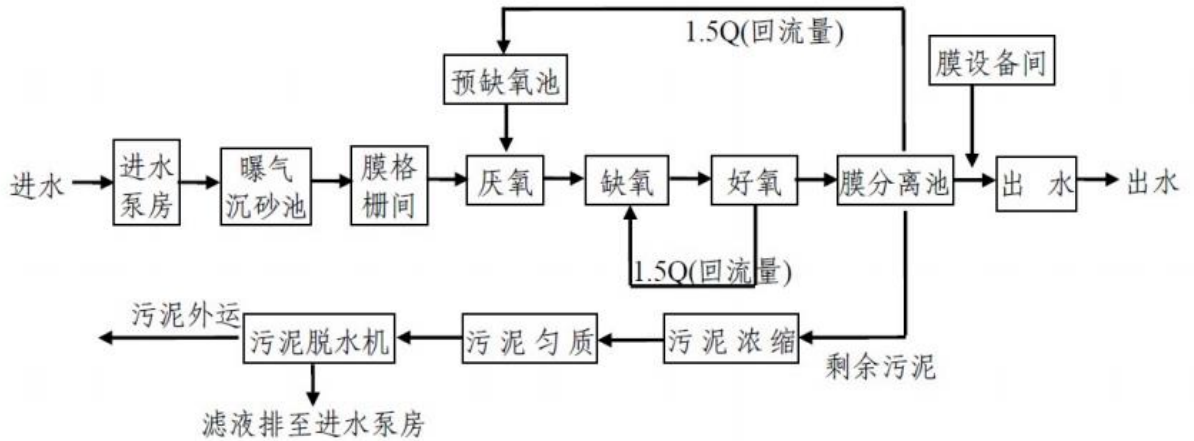 1.5Q(回流量)
膜设备间
预缺氧池
进水
进水
泵房
曝气
沉砂池
膜格
栅间
厌氧
缺氧
好氧
膜分离池
出 水
出水
1.5Q(回流量)
污泥外运
污泥脱水机
污泥匀质
污泥浓缩
剩余污泥
滤液排至进水泵房